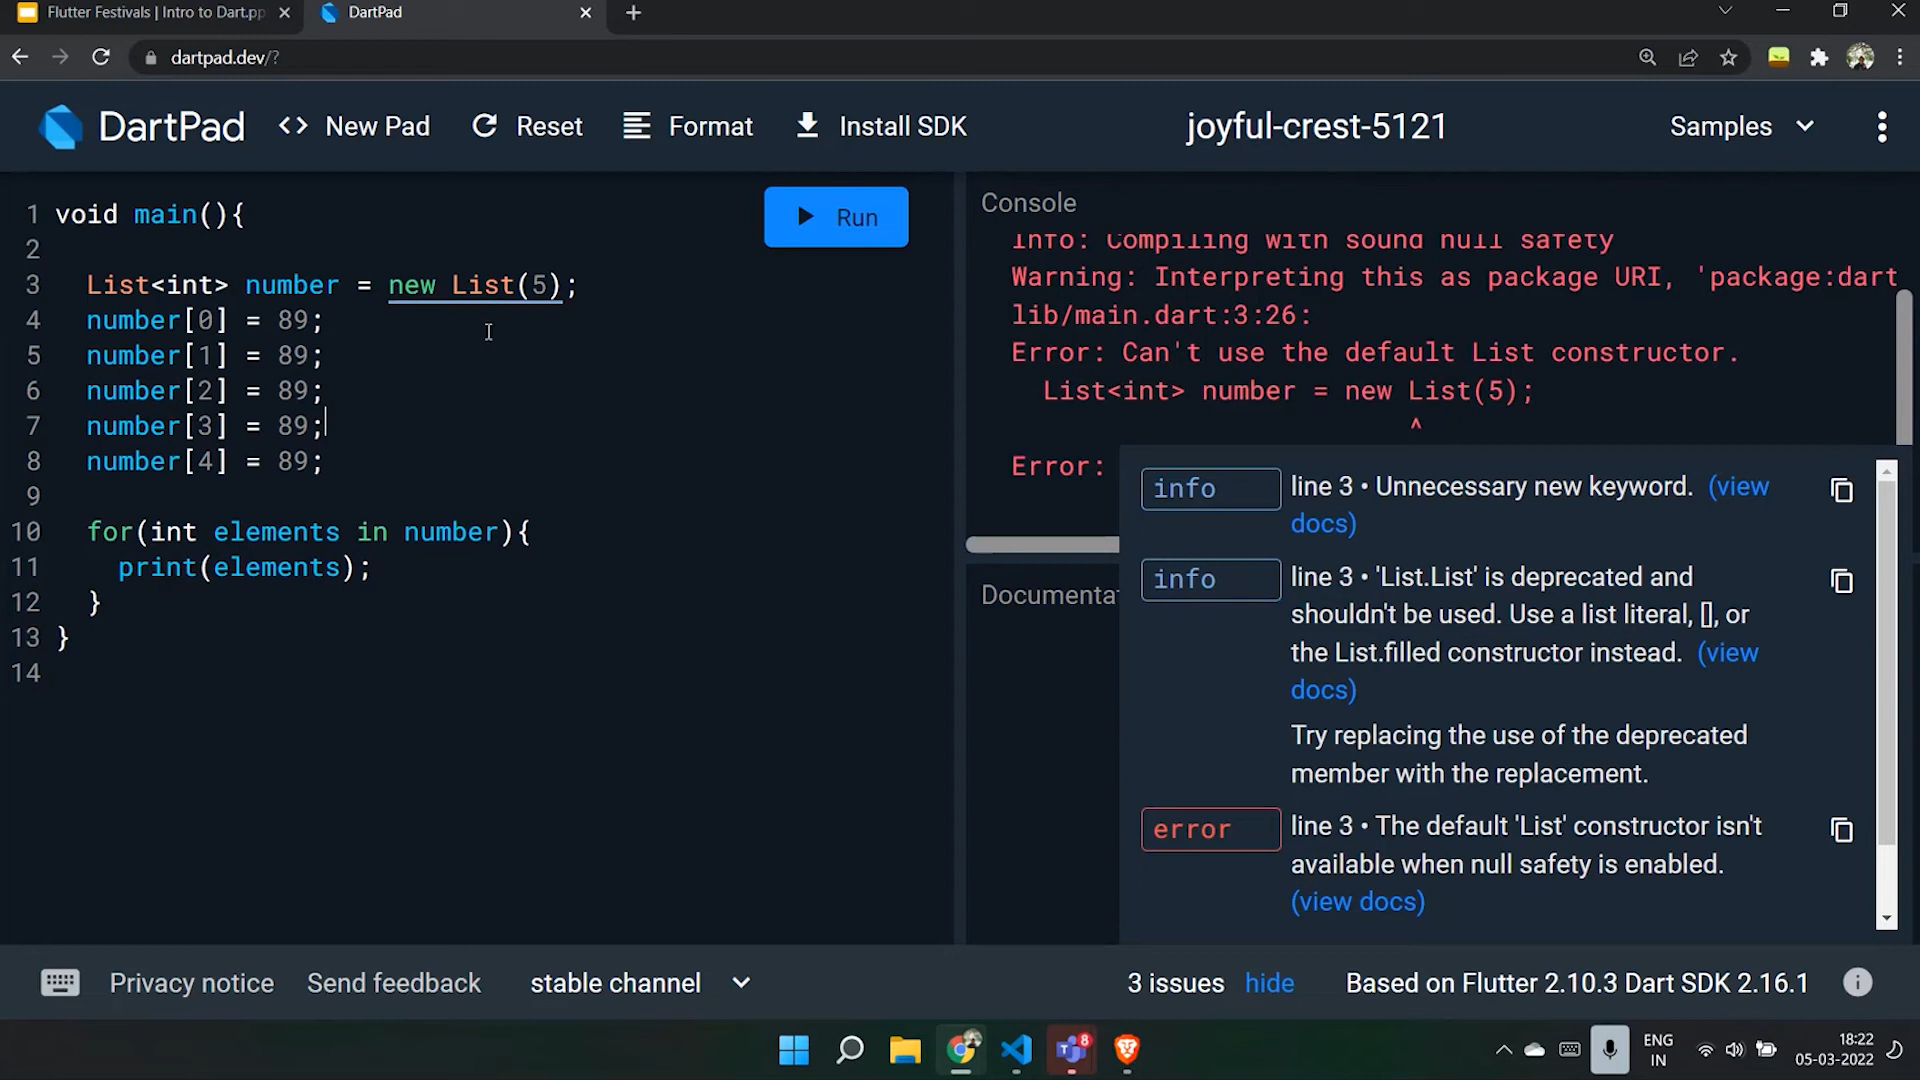 Flutter Festivals | Intro to Dart.pp
DartPad
dartpad.dev/?
DartPad
<> New Pad
Reset
Format
Install SDK
joyful-crest-5121
Samples
1 void main(){
2
3 List<int> number = new List(5);
4 number[0] = 89;
5 number[1] = 89;
6 number[2] = 89;
7 number[3] = 89;
8 number[4] = 89;
9
10 for(int elements in number){
11 print(elements);
12 }
13 }
14
Run
Console
Info: Compiling with sound null safety
Warning: Interpreting this as package URI, 'package:dart
lib/main.dart:3:26:
Error: Can't use the default List constructor.
List<int> number = new List(5);
^
Error:
Documentat
info
line 3 • Unnecessary new keyword. (view
docs)
info
line 3 • 'List.List' is deprecated and
shouldn't be used. Use a list literal, [], or
the List.filled constructor instead. (view
docs)
Try replacing the use of the deprecated
member with the replacement.
error
line 3 • The default 'List' constructor isn't
available when null safety is enabled.
(view docs)
Privacy notice
Send feedback
stable channel
3 issues hide
Based on Flutter 2.10.3 Dart SDK 2.16.1
8
ENG
IN
18:22
05-03-2022